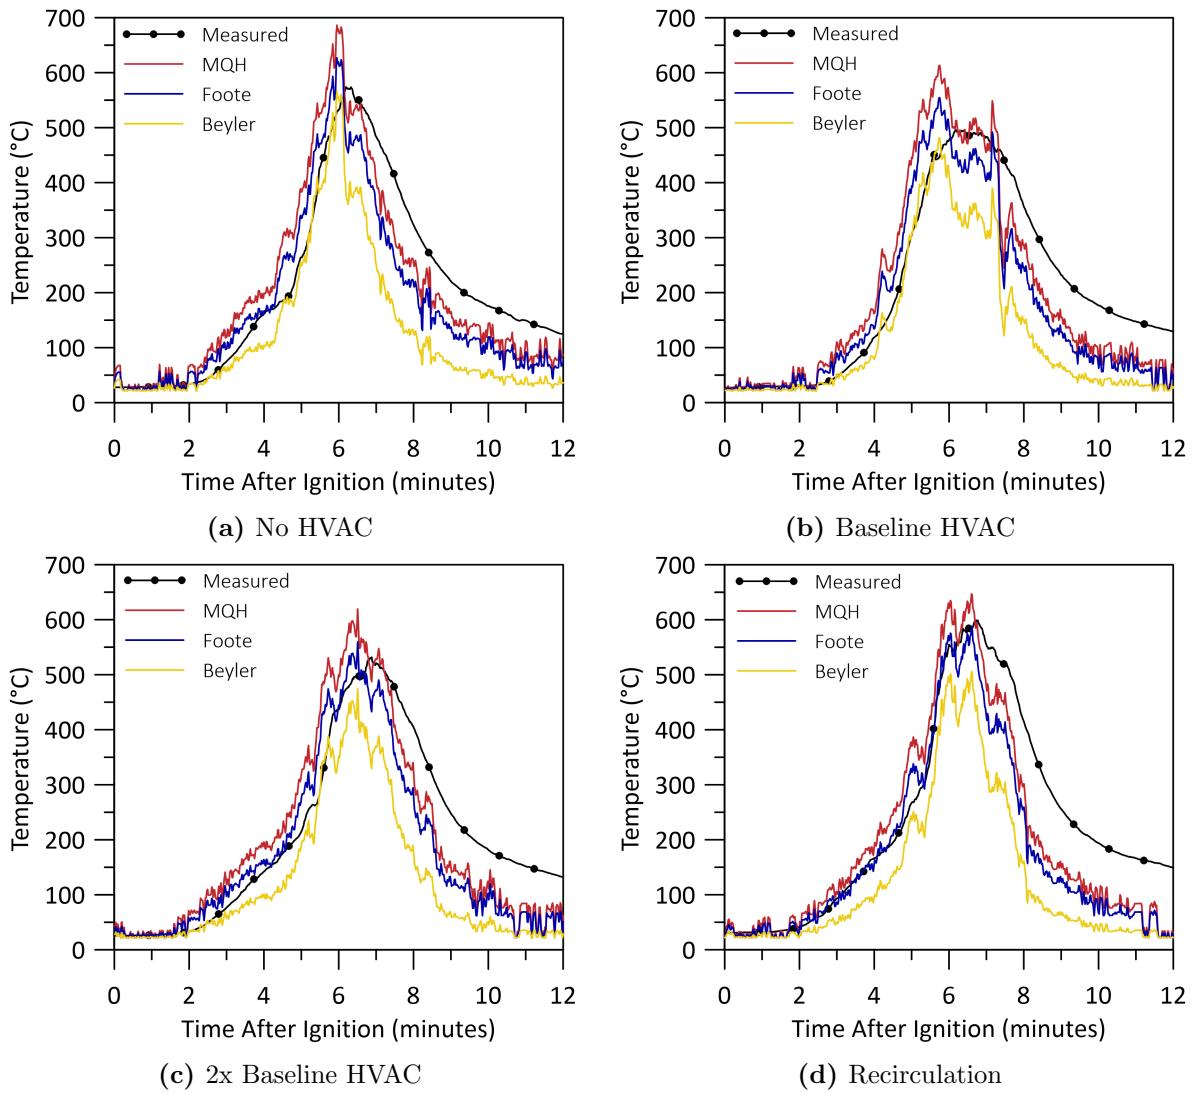 700
600
500
400
300
200
100
0
Temperature (°C)
Measured
MQH
Foote
Beyler
0 2 4 6 8 10 12
Time After Ignition (minutes)
(a) No HVAC
700
600
500
400
300
200
100
0
Temperature (°C)
Measured
MQH
Foote
Beyler
0 2 4 6 8 10 12
Time After Ignition (minutes)
(b) Baseline HVAC
700
600
500
400
300
200
100
0
Temperature (°C)
Measured
MQH
Foote
Beyler
0 2 4 6 8 10 12
Time After Ignition (minutes)
(c) 2x Baseline HVAC
700
600
500
400
300
200
100
0
Temperature (°C)
Measured
MQH
Foote
Beyler
0 2 4 6 8 10 12
Time After Ignition (minutes)
(d) Recirculation